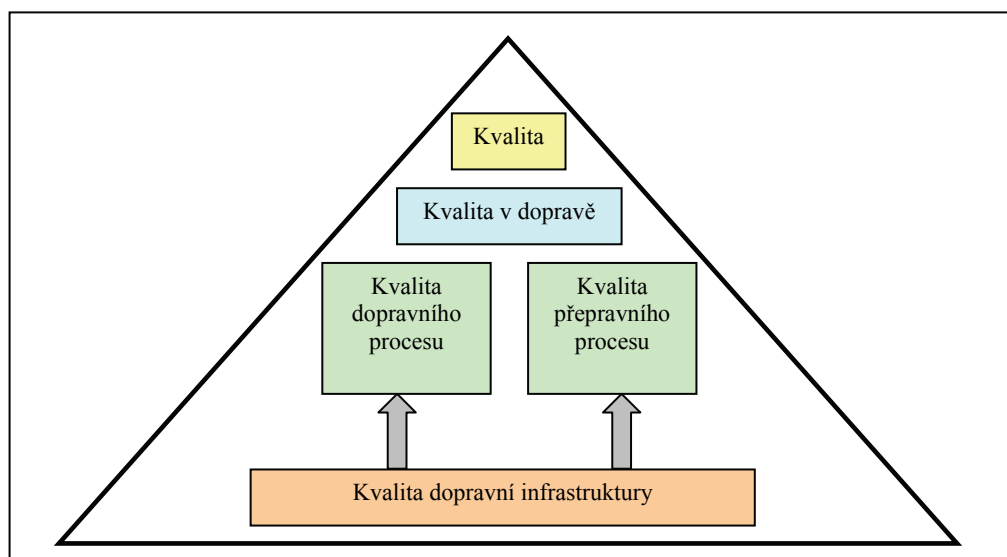 Kvalita
Kvalita v dopravě
Kvalita
dopravního
procesu
Kvalita
přepravního
procesu
Kvalita dopravní infrastruktury